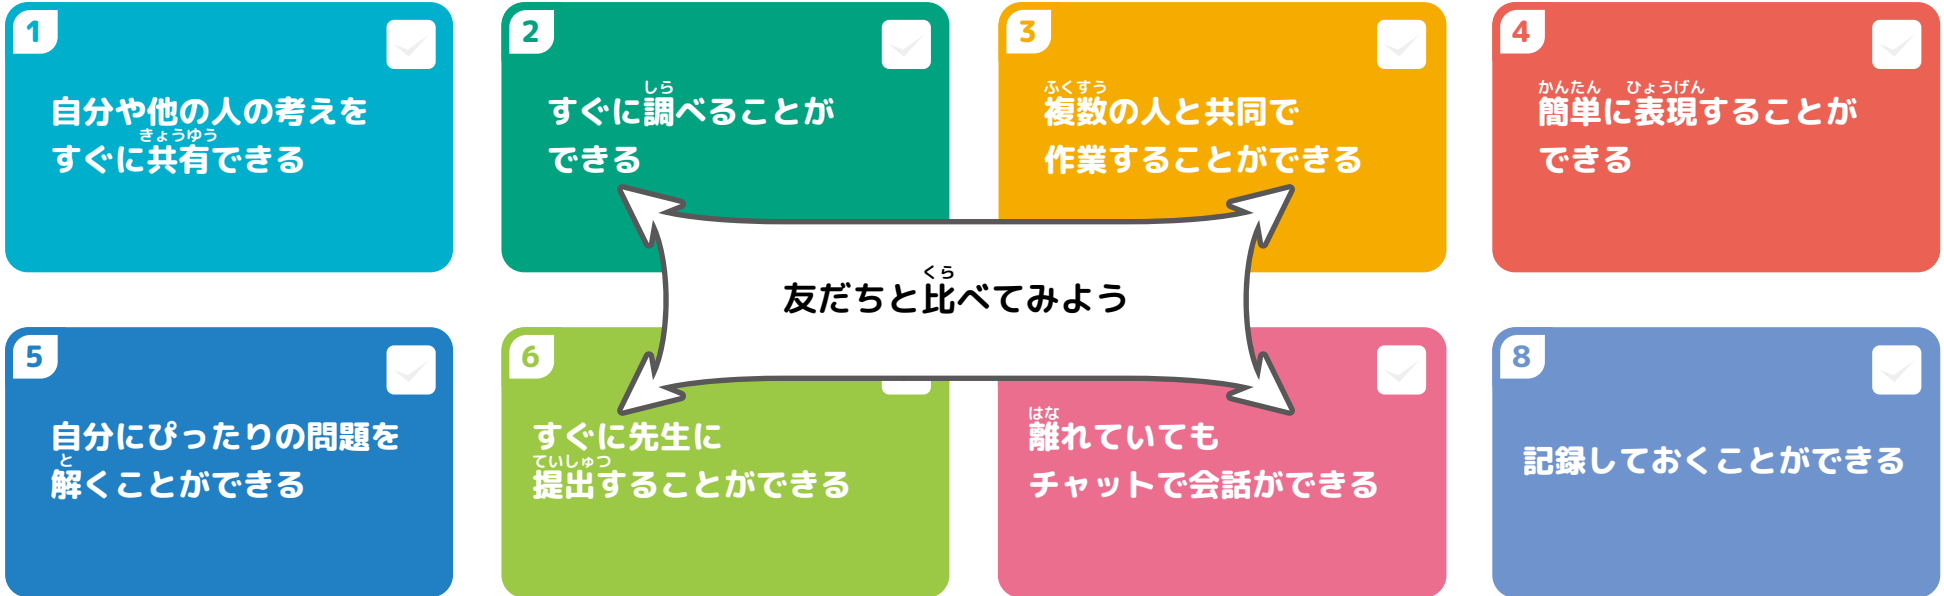 1
自分や他の人の考えを
きょうゆう
すぐに共有できる
2
しら
すぐに調べることが
できる
3
ふくすう
複数の人と共同で
作業することができる
4
かんたん ひょうげん
簡単に表現することが
できる
くら
友だちと比べてみよう
5
自分にぴったりの問題を
と
解くことができる
6
すぐに先生に
ていしゅつ
提出することができる
はな
離れていても
チャットで会話ができる
8
記録しておくことができる